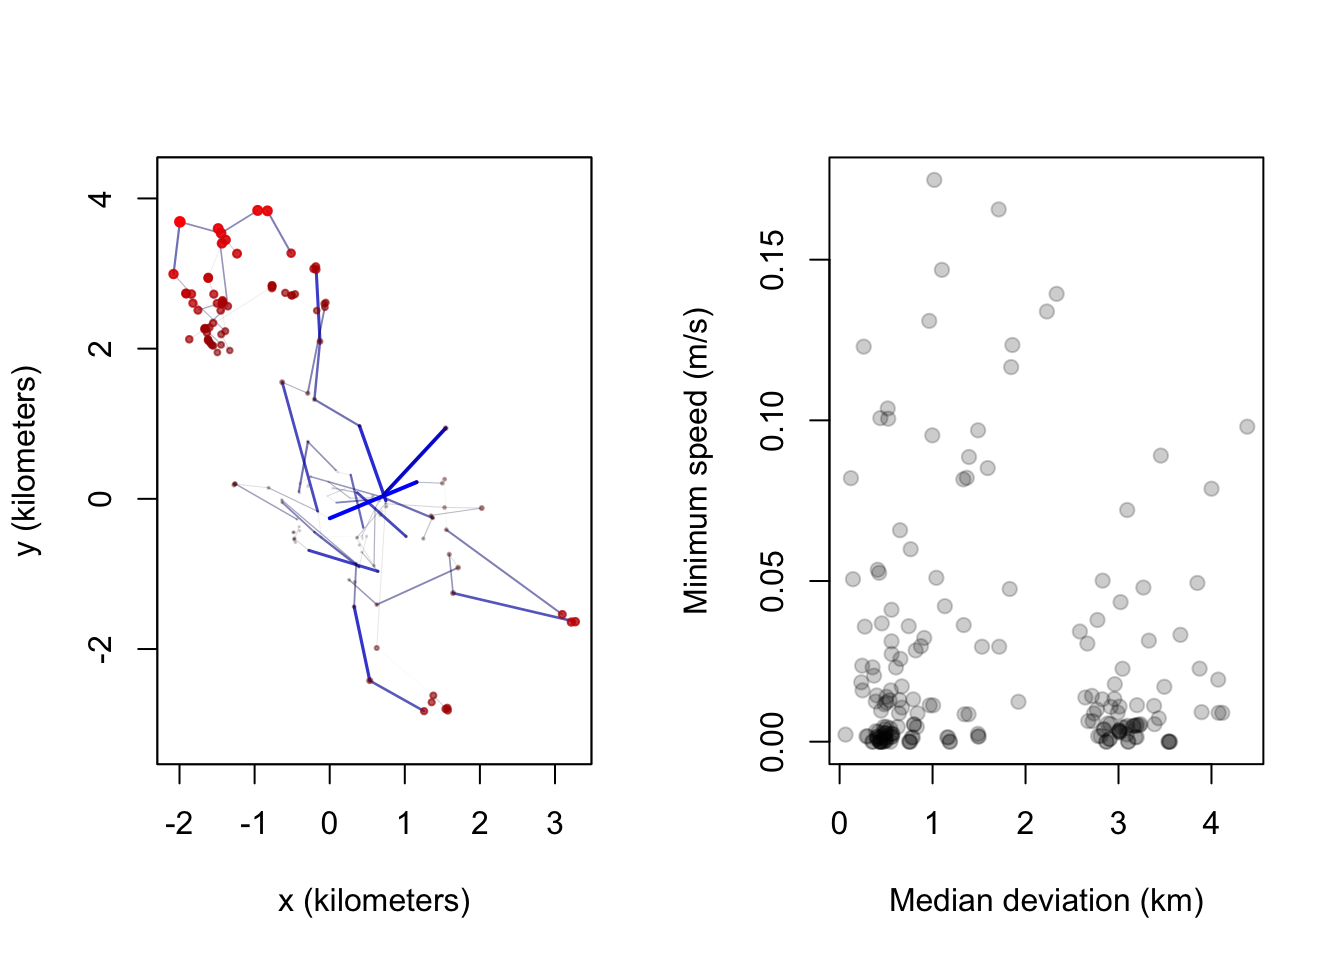 y (kilometers)
4
2
0
-2
-2 -1 0 1 2 3
x (kilometers)
Minimum speed (m/s)
0.15
0.10
0.05
0.00
0 1 2 3 4
Median deviation (km)